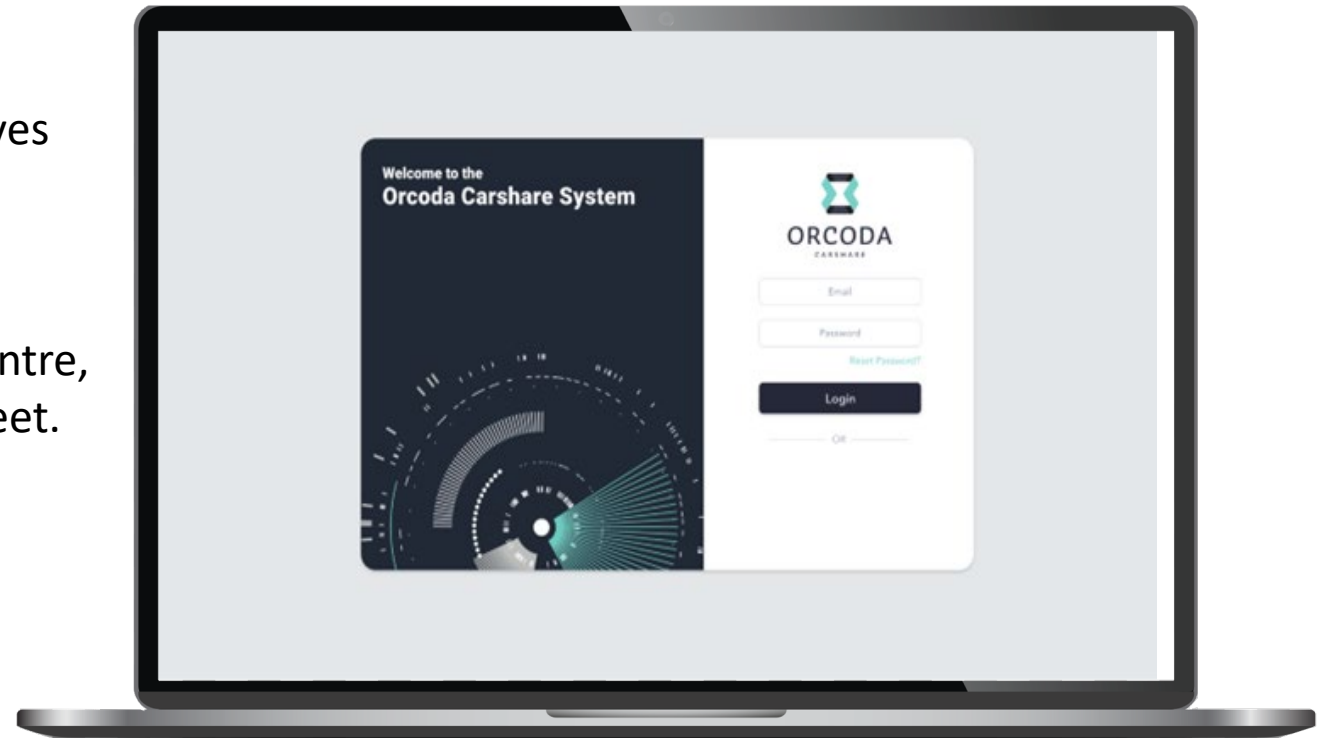 ves
ntre,
eet.
Welcome to the
Orcoda Carshare System
ORCODA
CARSHARE
Email
Password
Reset Password?
Login
OR